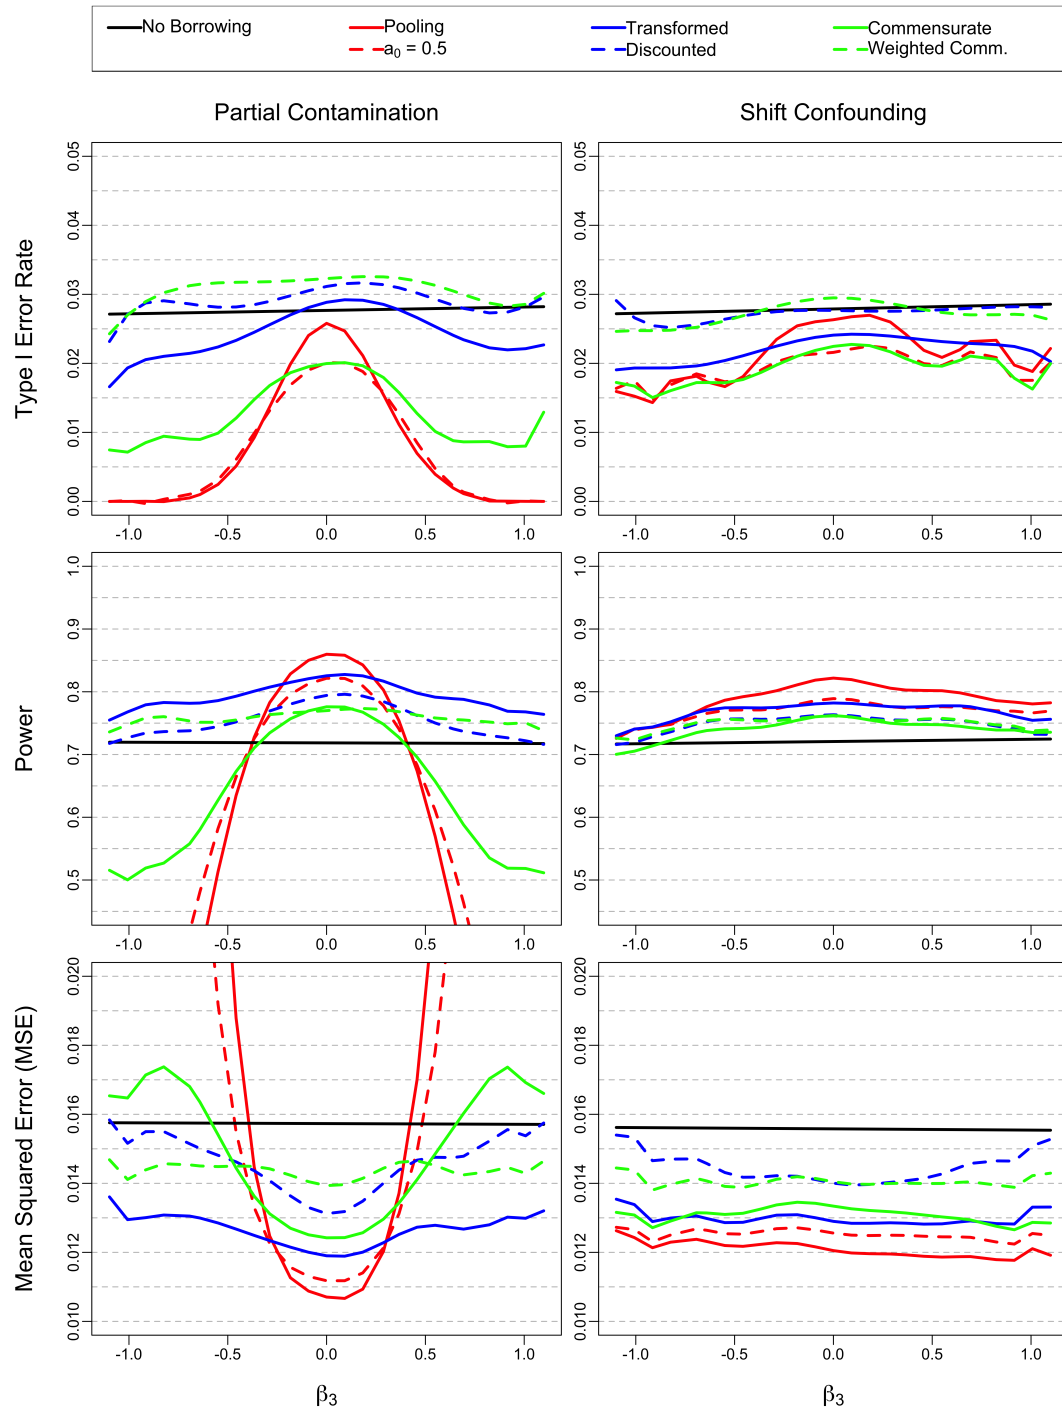 No Borrowing Pooling Transformed Commensurate
a0 = 0.5 Discounted Weighted Comm.
Partial Contamination Shift Confounding
Type I Error Rate
0.05
0.04
0.03
0.02
0.01
0.00
-1.0 -0.5 0.0 0.5 1.0
0.05
0.04
0.03
0.02
0.01
0.00
-1.0 -0.5 0.0 0.5 1.0
Power
1.0
0.9
0.8
0.7
0.6
0.5
-1.0 -0.5 0.0 0.5 1.0
1.0
0.9
0.8
0.7
0.6
0.5
-1.0 -0.5 0.0 0.5 1.0
Mean Squared Error (MSE)
0.020
0.018
0.016
0.014
0.012
0.010
-1.0 -0.5 0.0 0.5 1.0
0.020
0.018
0.016
0.014
0.012
0.010
-1.0 -0.5 0.0 0.5 1.0
β3 β3